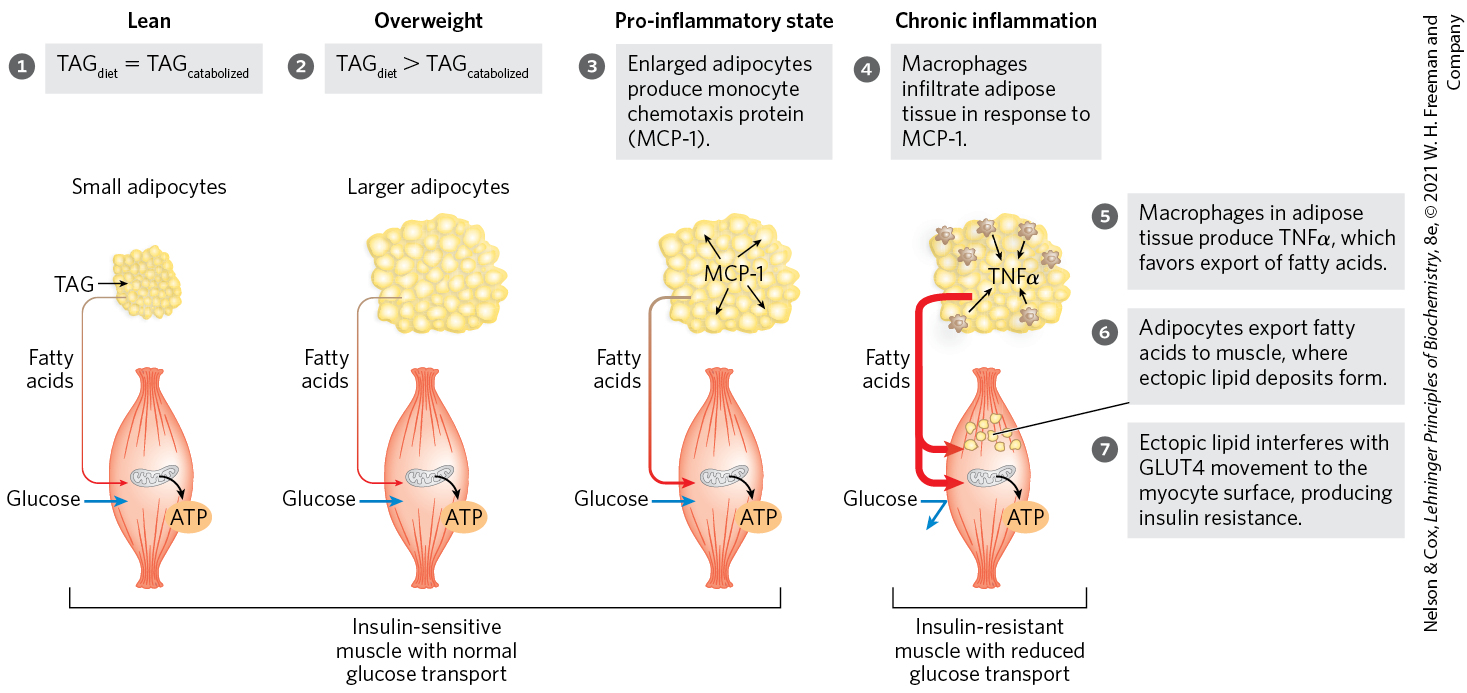 Lean
1
TAGdiet = TAGcatabolized
Small adipocytes
TAG
Fatty
acids
Glucose
ATP
Overweight
2
TAGdiet > TAGcatabolized
Larger adipocytes
Fatty
acids
Glucose
ATP
Pro-inflammatory state
3
Enlarged adipocytes
produce monocyte
chemotaxis protein
(MCP-1).
MCP-1
Fatty
acids
Glucose
ATP
Insulin-sensitive
muscle with normal
glucose transport
Chronic inflammation
4
Macrophages
infiltrate adipose
tissue in response to
MCP-1.
TNFα
Fatty
acids
Glucose
ATP
Insulin-resistant
muscle with reduced
glucose transport
5
Macrophages in adipose
tissue produce TNFα, which
favors export of fatty acids.
6
Adipocytes export fatty
acids to muscle, where
ectopic lipid deposits form.
7
Ectopic lipid interferes with
GLUT4 movement to the
myocyte surface, producing
insulin resistance.
Nelson & Cox, Lehninger Principles of Biochemistry, 8e, © 2021 W. H. Freeman and
Company